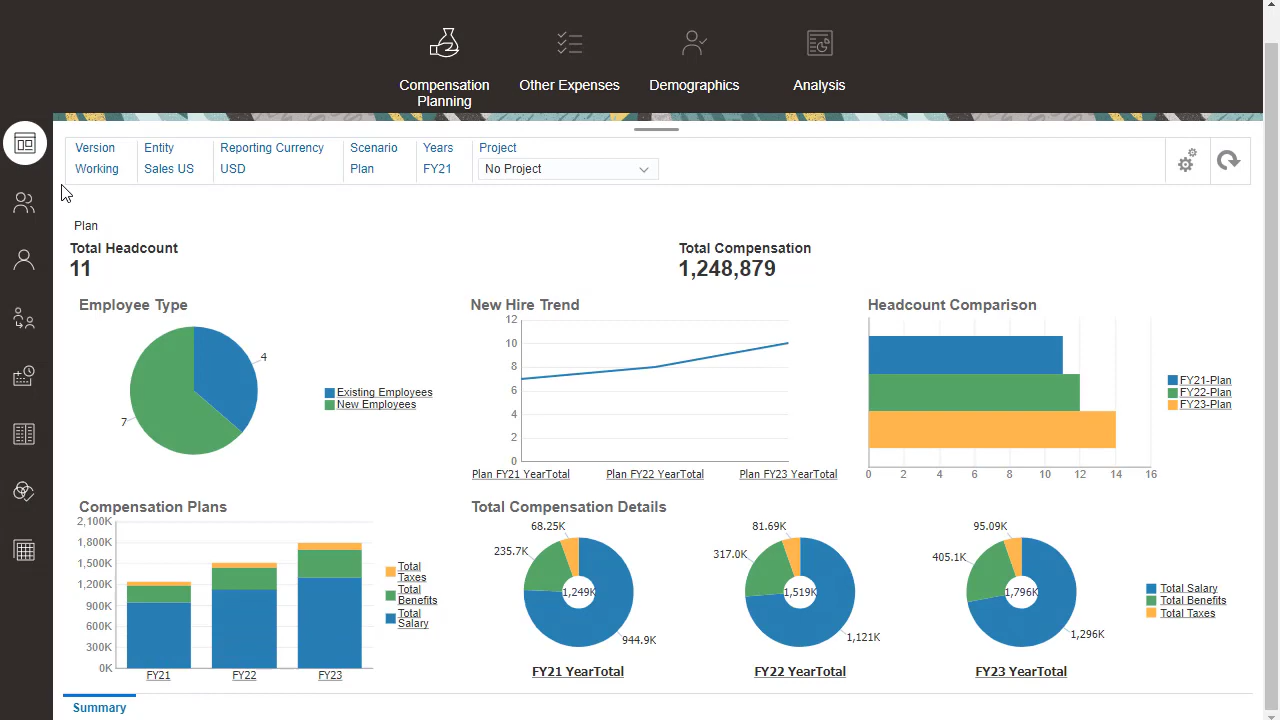 Compensation
Planning
Other Expenses
Demographics
Analysis
Version
Entity
Reporting Currency
Scenario
Years
Project
Working
Sales US
USD
Plan
FY21
No Project
Plan
Total Headcount
11
Total Compensation
1,248,879
Employee Type
4
7
Existing Employees
New Employees
New Hire Trend
12
10
8
6
4
2
0
Plan FY21 YearTotal
Plan FY22 YearTotal
Plan FY23 YearTotal
Headcount Comparison
FY21-Plan
FY22-Plan
FY23-Plan
0 2 4 6 8 10 12 14 16
Compensation Plans
2,100K
1,800K
1,500K
1,200K
900K
600K
300K
0K
FY21
FY22
FY23
Total
Taxes
Total
Benefits
Total
Salary
Total Compensation Details
68.25K
235.7K
1,249K
944.9K
FY21 YearTotal
81.69K
317.0K
1,519K
1,121K
FY22 YearTotal
95.09K
405.1K
1,796K
1,296K
FY23 YearTotal
Total Salary
Total Benefits
Total Taxes
Summary